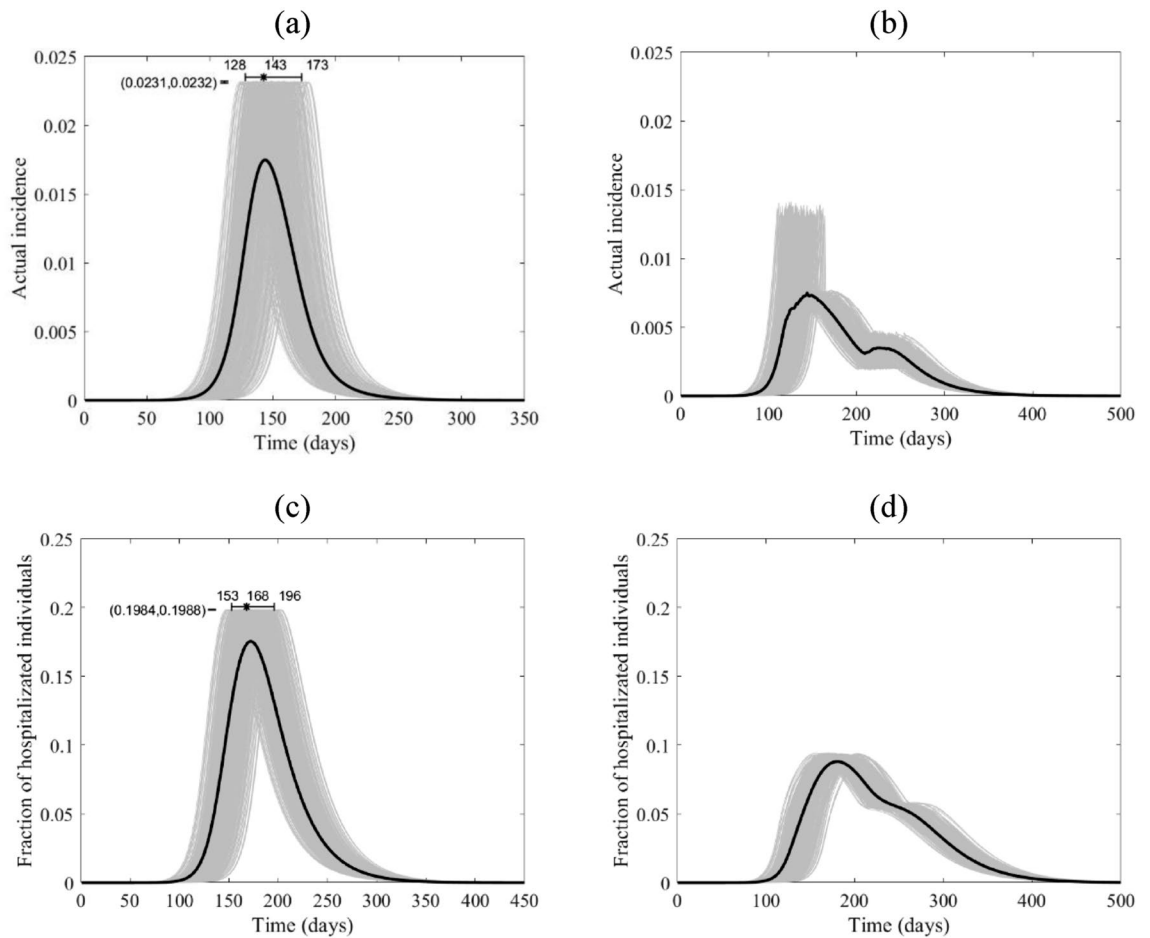 (a)
0.025
0.02
0.015
0.01
0.005
0
Actual incidence
128 143 173
(0.0231,0.0232)
0 50 100 150 200 250 300 350
Time (days)
(b)
0.025
0.02
0.015
0.01
0.005
0
Actual incidence
0 100 200 300 400 500
Time (days)
(c)
0.25
0.2
0.15
0.1
0.05
0
Fraction of hospitalizated individuals
153 168 196
(0.1984,0.1988)
0 50 100 150 200 250 300 350 400 450
Time (days)
(d)
0.25
0.2
0.15
0.1
0.05
0
Fraction of hospitalizated individuals
0 100 200 300 400 500
Time (days)